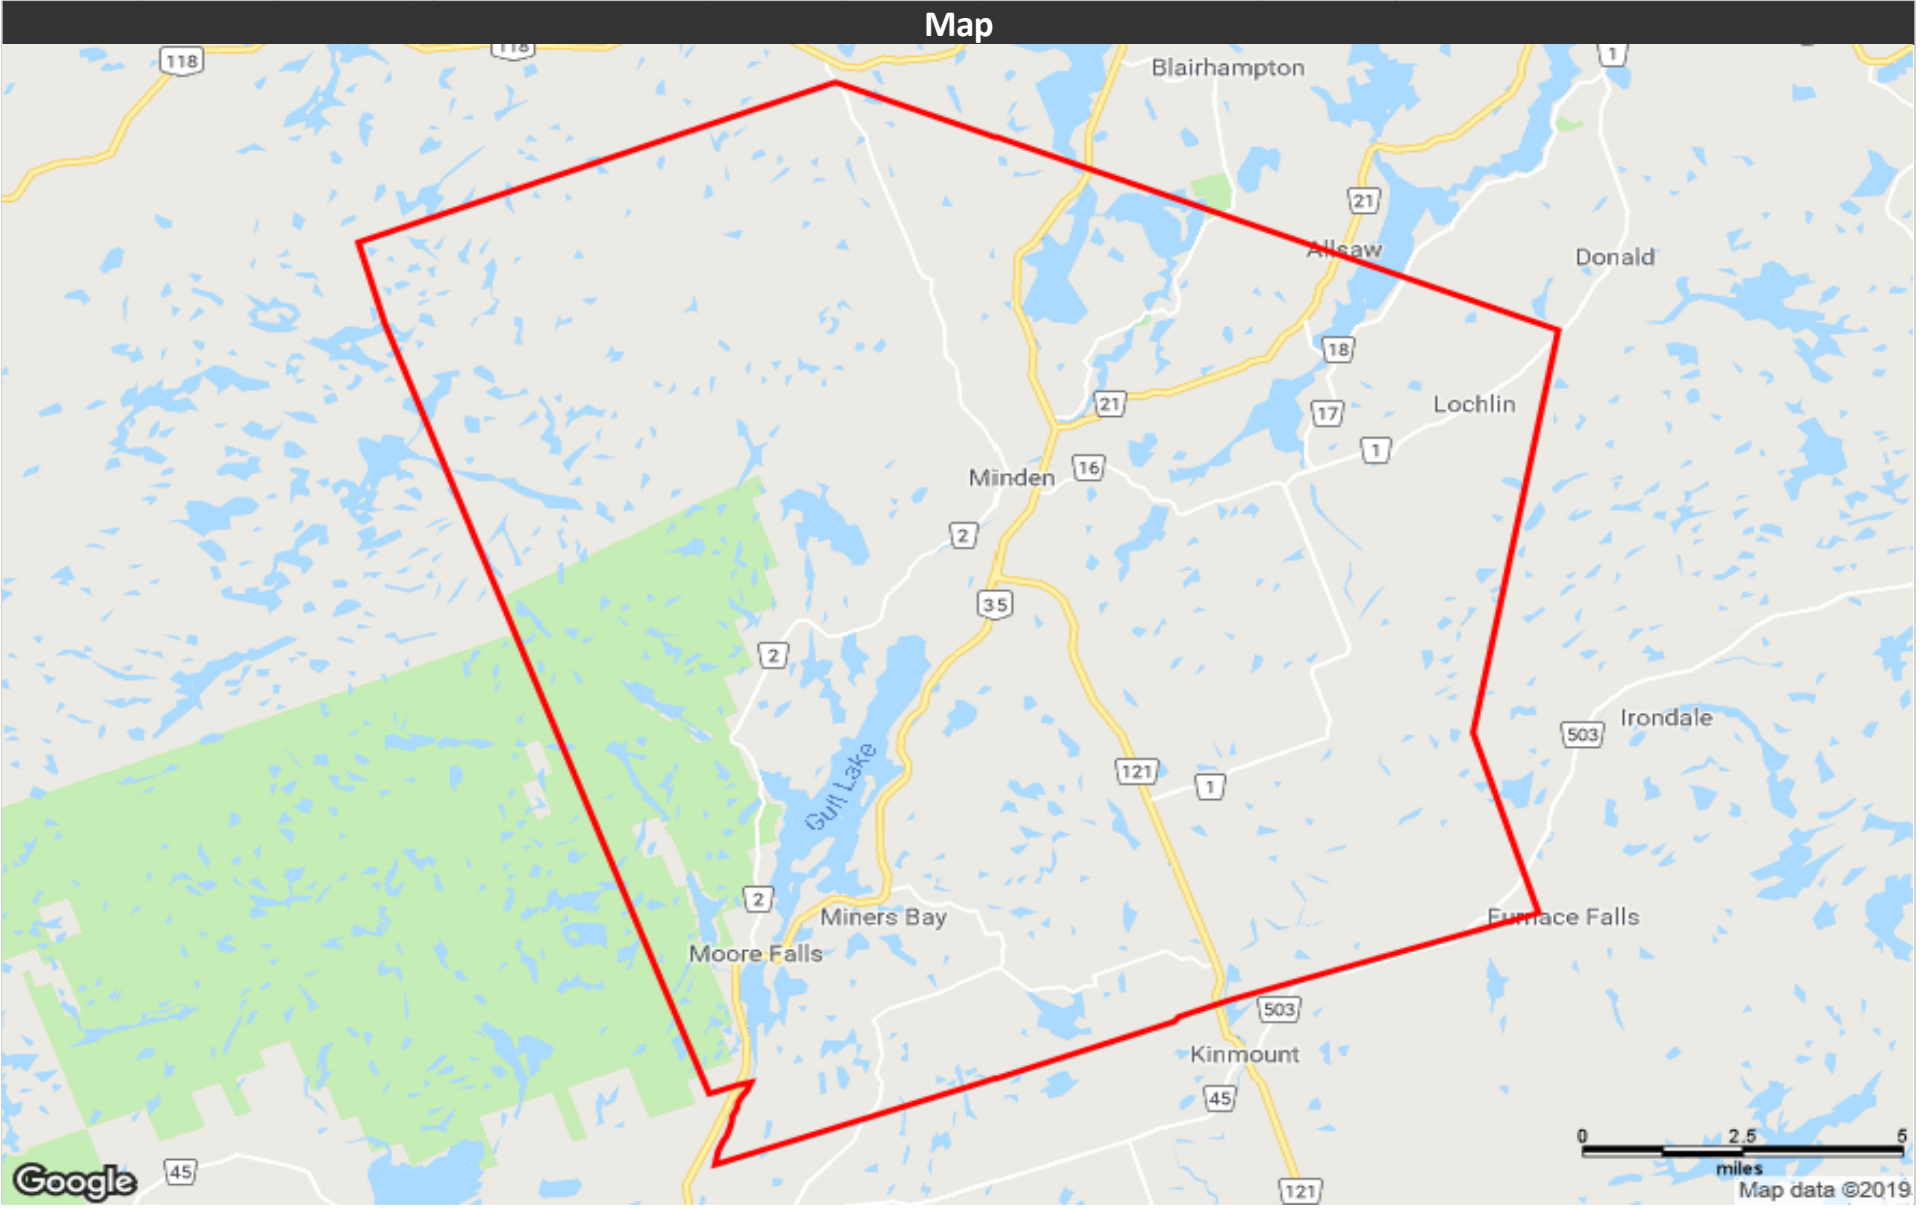 Map
118
118
1
Blairhampton
21
Allsaw
Donald
18
21
17
Lochlin
1
Minden
16
2
35
2
Gull Lake
121
1
503
Irondale
2
Miners Bay
Furnace Falls
Moore Falls
503
Kinmount
45
45
121
0 2.5 5
miles
Google
Map data ©2019